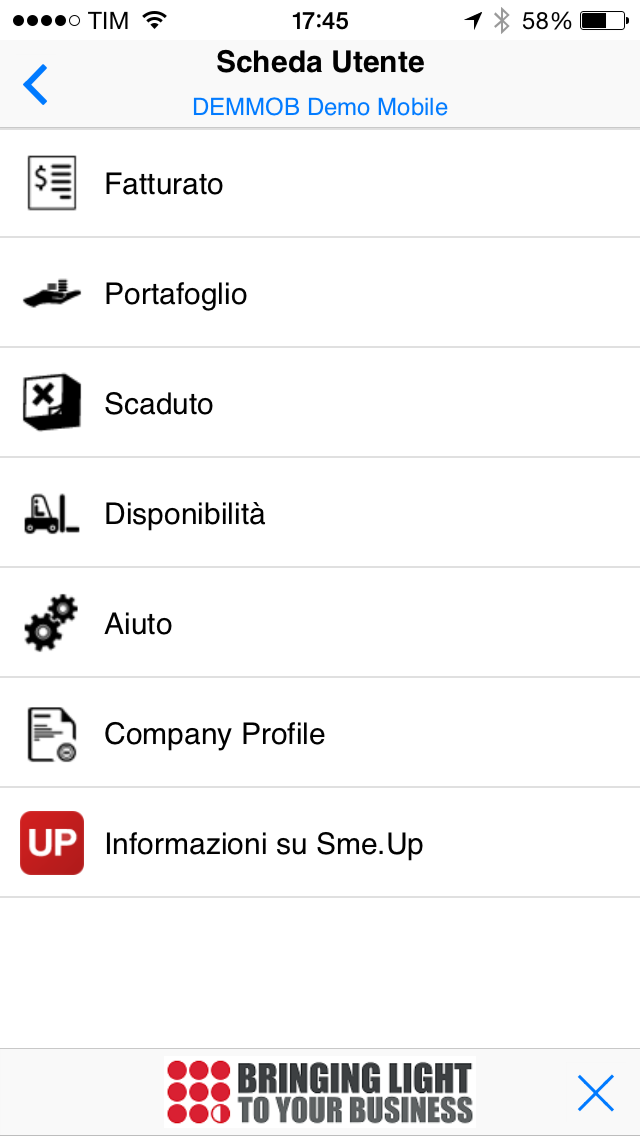 TIM 17:45 58%
Scheda Utente
DEMMOB Demo Mobile
$
Fatturato
Portafoglio
Scaduto
Disponibilità
Aiuto
Company Profile
UP Informazioni su Sme.Up
BRINGING LIGHT
TO YOUR BUSINESS